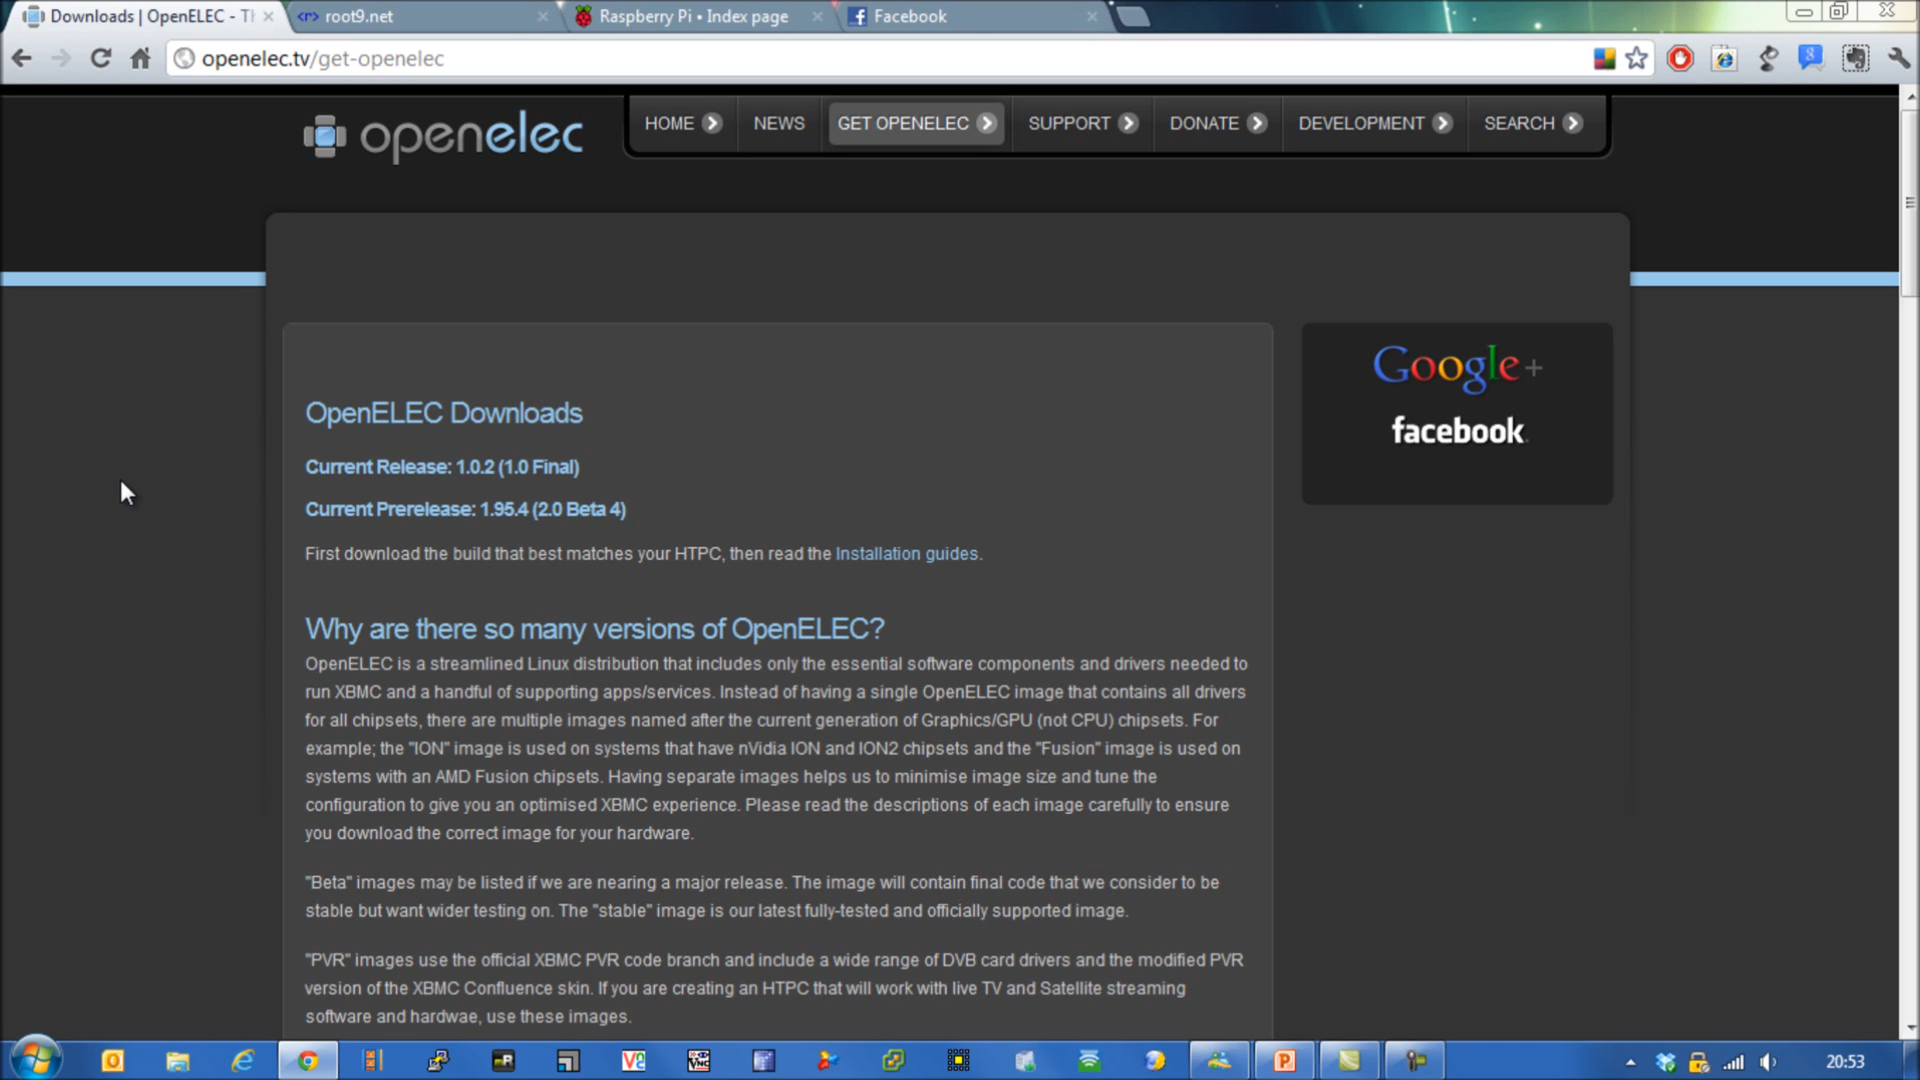 Downloads | OpenELEC - Th
root9.net
Raspberry Pi • Index page
Facebook
openelec.tv/get-openelec
openelec
HOME
NEWS
GET OPENELEC
SUPPORT
DONATE
DEVELOPMENT
SEARCH
Google+
facebook.
OpenELEC Downloads
Current Release: 1.0.2 (1.0 Final)
Current Prerelease: 1.95.4 (2.0 Beta 4)
First download the build that best matches your HTPC, then read the Installation guides.
Why are there so many versions of OpenELEC?
OpenELEC is a streamlined Linux distribution that includes only the essential software components and drivers needed to
run XBMC and a handful of supporting apps/services. Instead of having a single OpenELEC image that contains all drivers
for all chipsets, there are multiple images named after the current generation of Graphics/GPU (not CPU) chipsets. For
example; the "ION" image is used on systems that have nVidia ION and ION2 chipsets and the "Fusion" image is used on
systems with an AMD Fusion chipsets. Having separate images helps us to minimise image size and tune the
configuration to give you an optimised XBMC experience. Please read the descriptions of each image carefully to ensure
you download the correct image for your hardware.
"Beta" images may be listed if we are nearing a major release. The image will contain final code that we consider to be
stable but want wider testing on. The "stable" image is our latest fully-tested and officially supported image.
"PVR" images use the official XBMC PVR code branch and include a wide range of DVB card drivers and the modified PVR
version of the XBMC Confluence skin. If you are creating an HTPC that will work with live TV and Satellite streaming
software and hardwae, use these images.
20:53